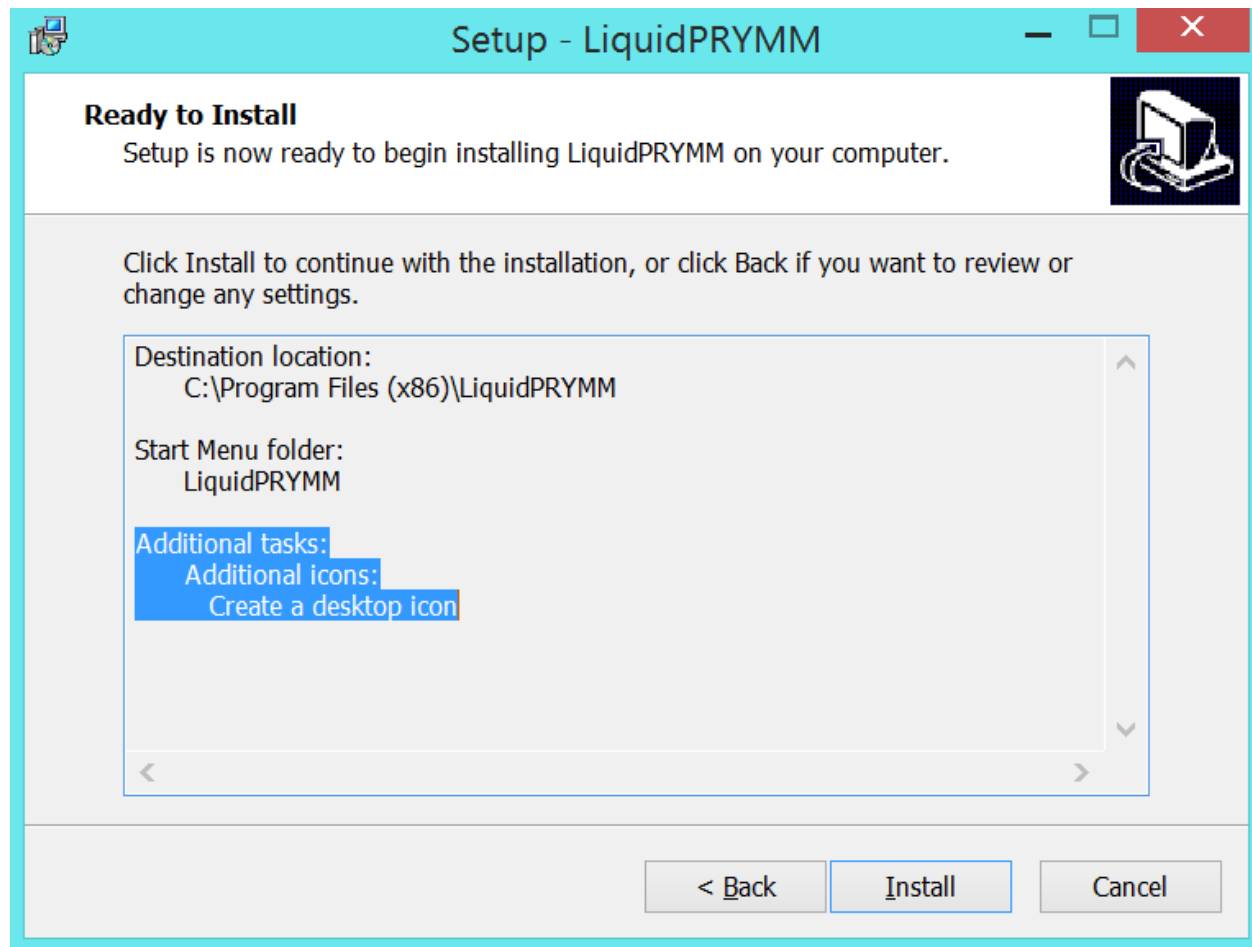 Setup - LiquidPRYMM
Ready to Install
Setup is now ready to begin installing LiquidPRYMM on your computer.
Click Install to continue with the installation, or click Back if you want to review or
change any settings.
Destination location:
C:\Program Files (x86)\LiquidPRYMM
Start Menu folder:
LiquidPRYMM
Additional tasks:
Additional icons:
Create a desktop icon
< Back
Install
Cancel